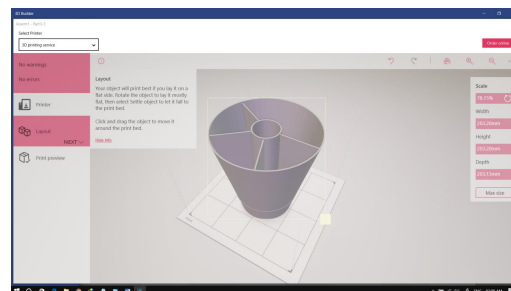 3D Builder
Select Printer
3D printing service
Order online
No warnings
No errors
Printer
Layout
NEXT
Print preview
Layout
Your object will print best if you lay it on a
flat side. Rotate the object to lay it mostly
flat, then select Settle object to let it fall to
the print bed.
Click and drag the object to move it
around the print bed.
Hide info
Scale
Width
Height
Depth
Max size